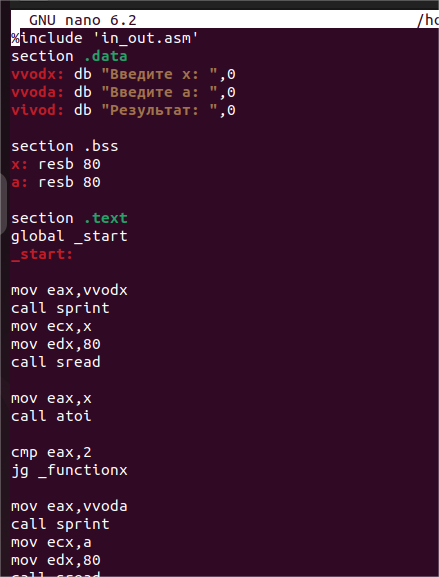 GNU nano 6.2 /ho
%include 'in_out.asm'
section .data
vvodx: db "Введите x: ",0
vvoda: db "Введите a: ",0
vivod: db "Результат: ",0
section .bss
x: resb 80
a: resb 80
section .text
global _start
_start:
mov eax,vvodx
call sprint
mov ecx,x
mov edx,80
call sread
mov eax,x
call atoi
cmp eax,2
jg _functionx
mov eax,vvoda
call sprint
mov ecx,a
mov edx,80
call sread